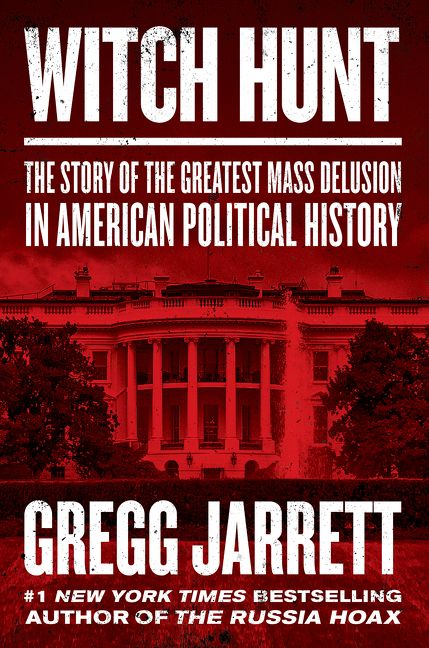 WITCH HUNT
THE STORY OF THE GREATEST MASS DELUSION
IN AMERICAN POLITICAL HISTORY
GREGG JARRETT
#1 NEW YORK TIMES BESTSELLING
AUTHOR OF THE RUSSIA HOAX